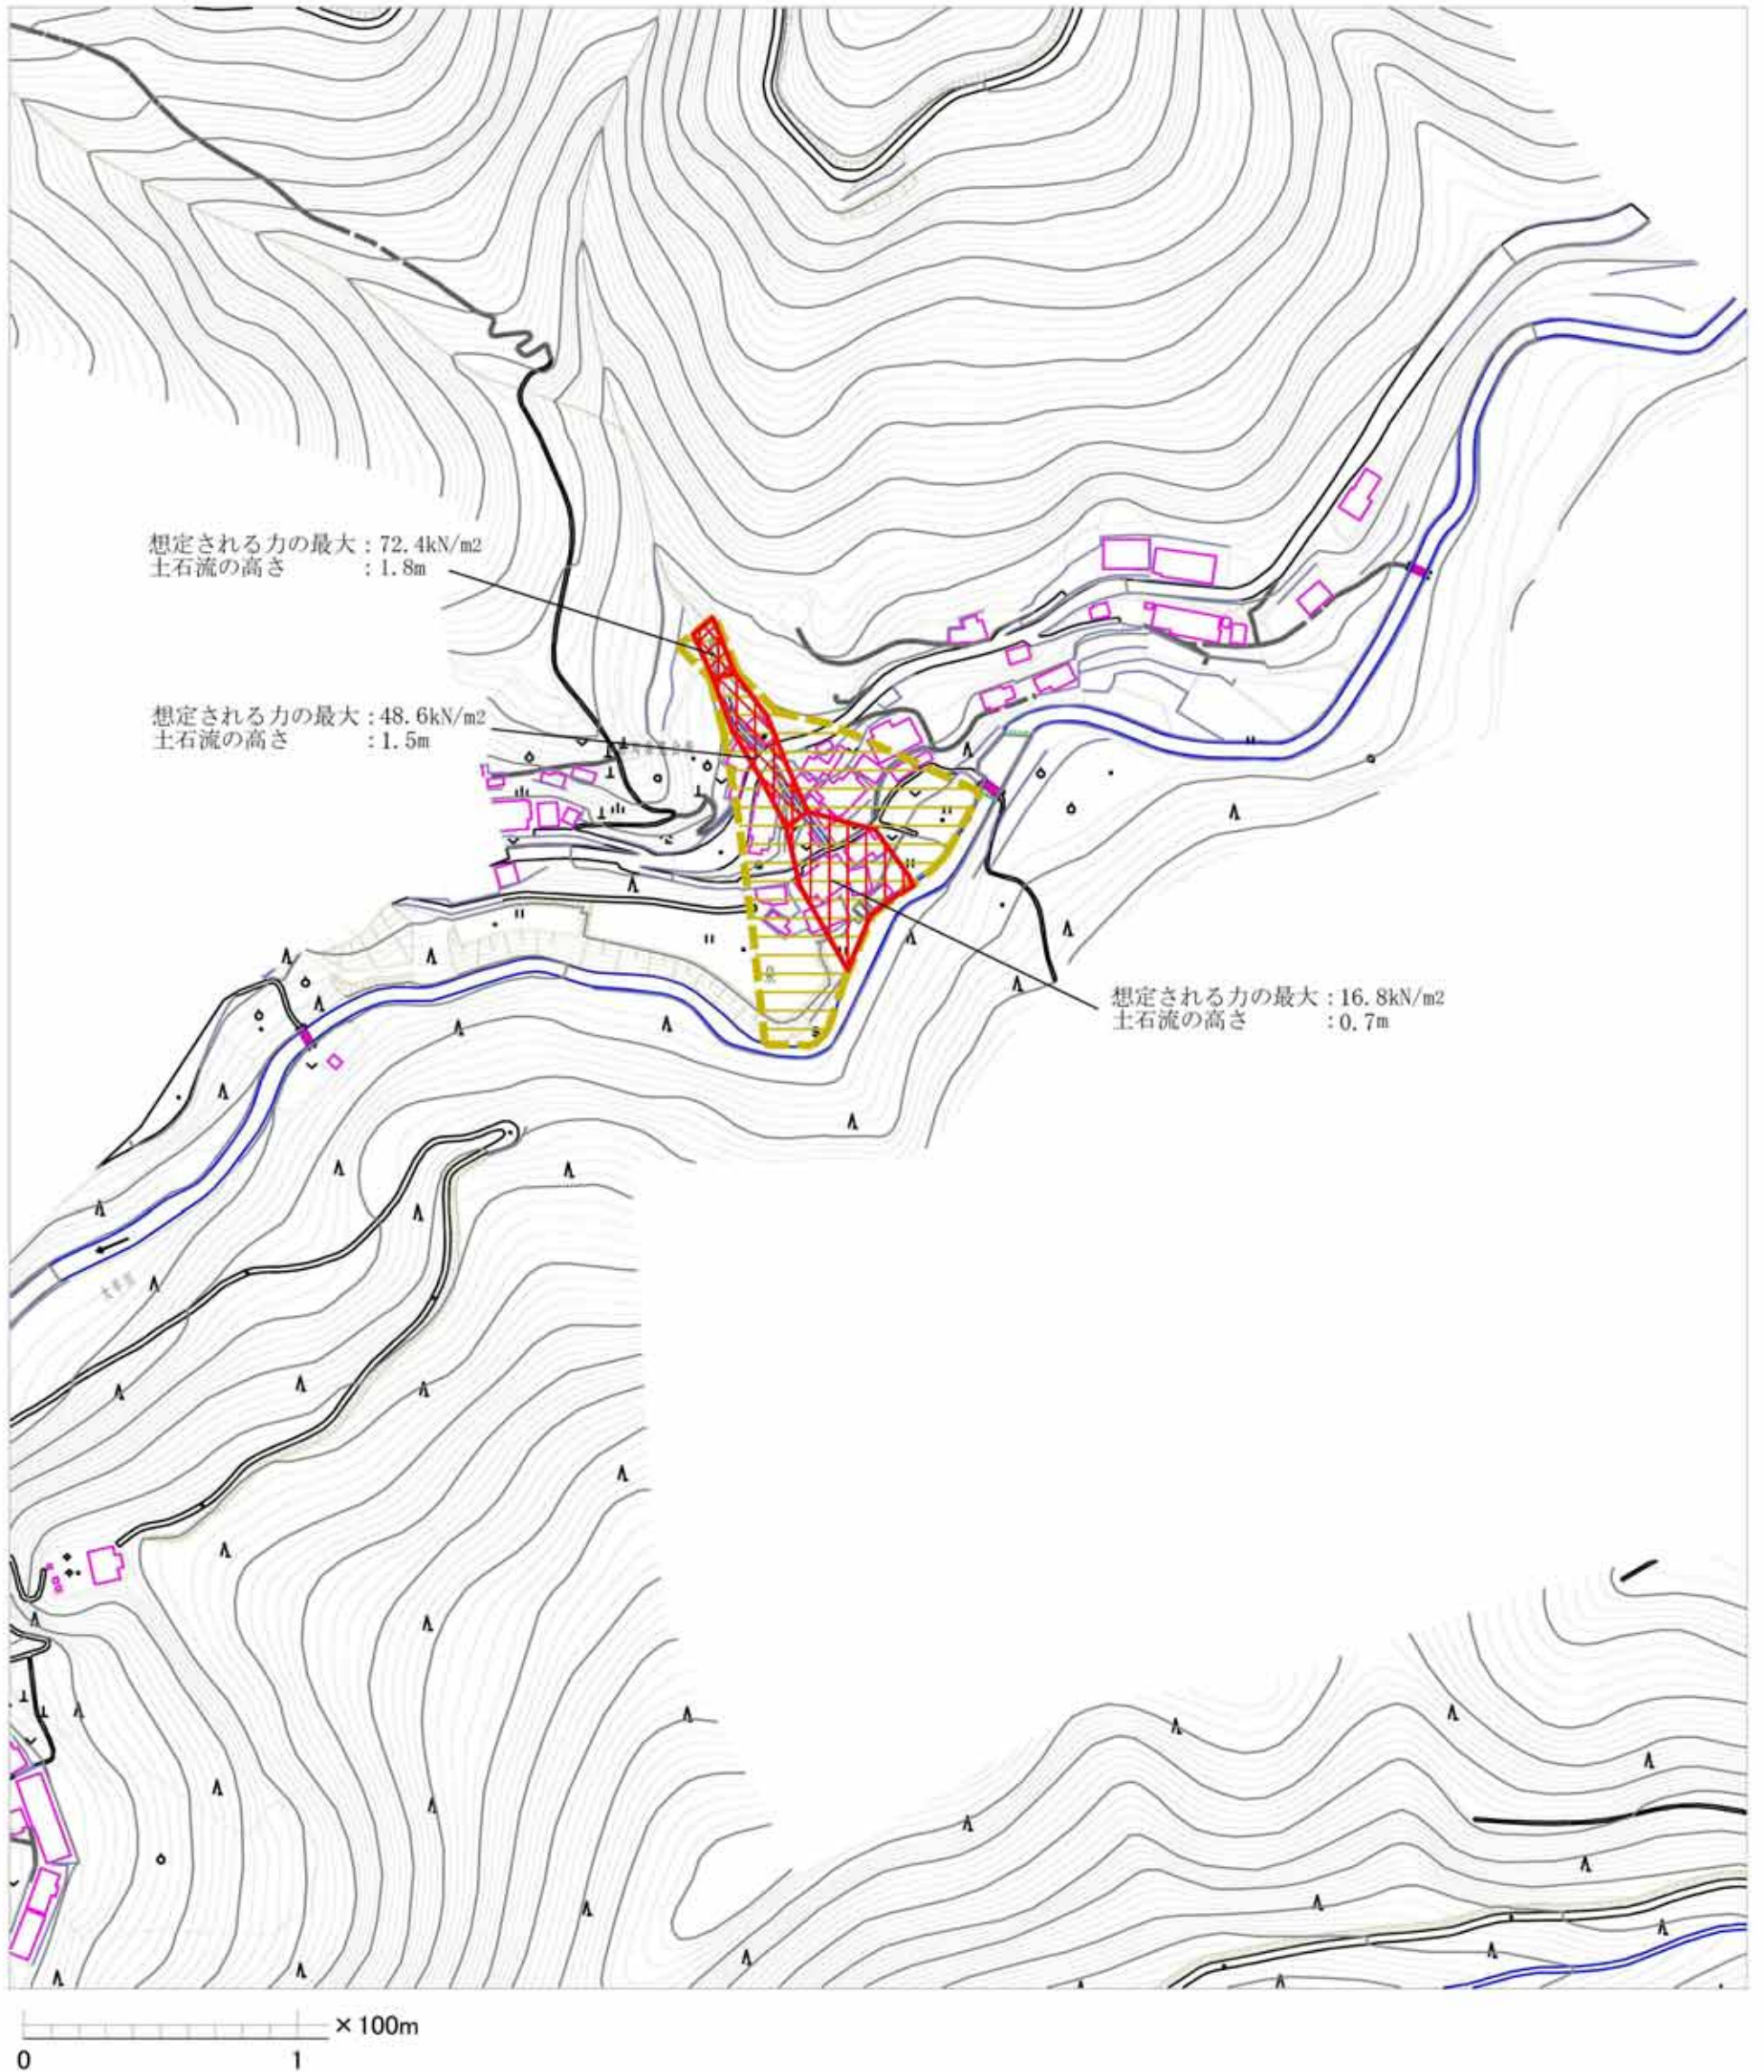 想定される力の最大 : 72.4kN/m2
土石流の高さ : 1.8m
想定される力の最大 : 48.6kN/m2
土石流の高さ : 1.5m
想定される力の最大 : 16.8kN/m2
土石流の高さ : 0.7m
×100m
0 1